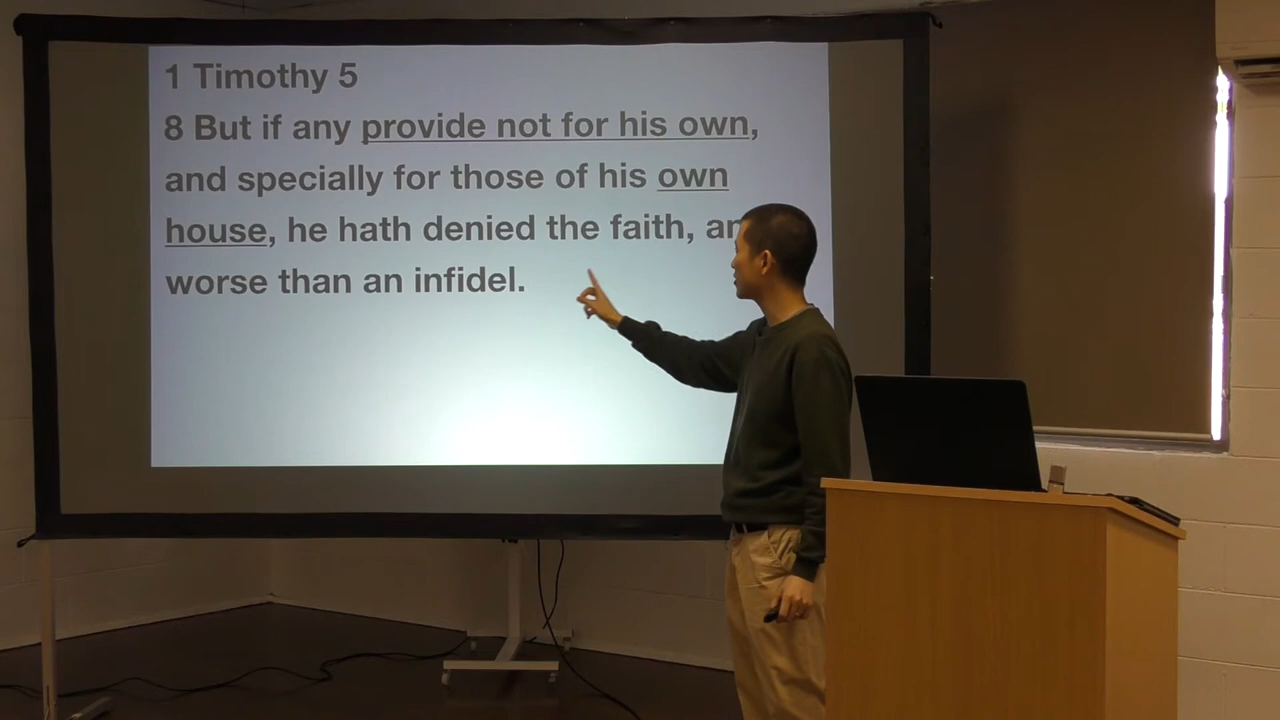 1 Timothy 5
8 But if any provide not for his own,
and specially for those of his own
house, he hath denied the faith,
worse than an infidel.